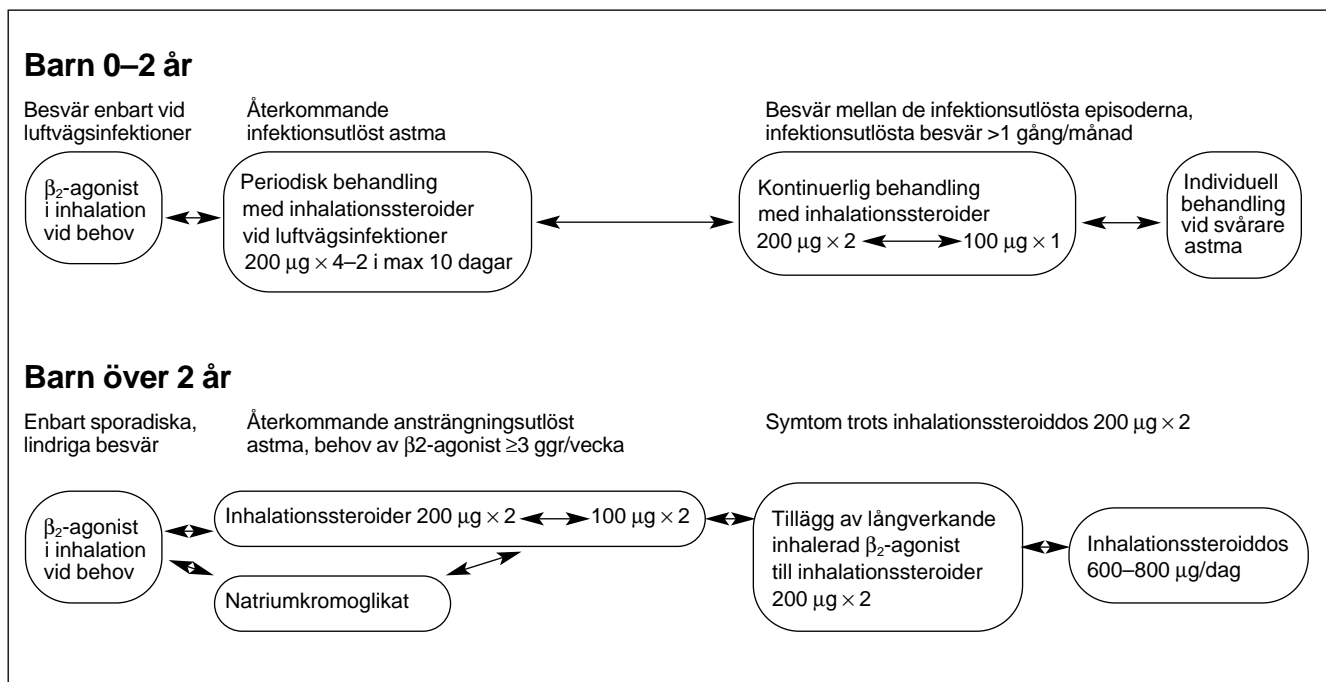 Barn 0–2 år
Besvär enbart vid
luftvägsinfektioner
β₂-agonist
i inhalation
vid behov
Återkommande
infektionsutlöst astma
Periodisk behandling
med inhalationssteroider
vid luftvägsinfektioner
200 µg × 4–2 i max 10 dagar
Besvär mellan de infektionsutlösta episoderna,
infektionsutlösta besvär >1 gång/månad
Kontinuerlig behandling
med inhalationssteroider
200 µg × 2 100 µg × 1
Individuell
behandling
vid svårare
astma
Barn över 2 år
Enbart sporadiska,
lindriga besvär
β₂-agonist
i inhalation
vid behov
Återkommande ansträngningsutlöst
astma, behov av β2-agonist ≥3 ggr/vecka
Inhalationssteroider 200 µg × 2 100 µg × 2
Natriumkromoglikat
Symtom trots inhalationssteroiddos 200 µg × 2
Tillägg av långverkande
inhalerad β₂-agonist
till inhalationssteroider
200 µg × 2
Inhalationssteroiddos
600–800 µg/dag